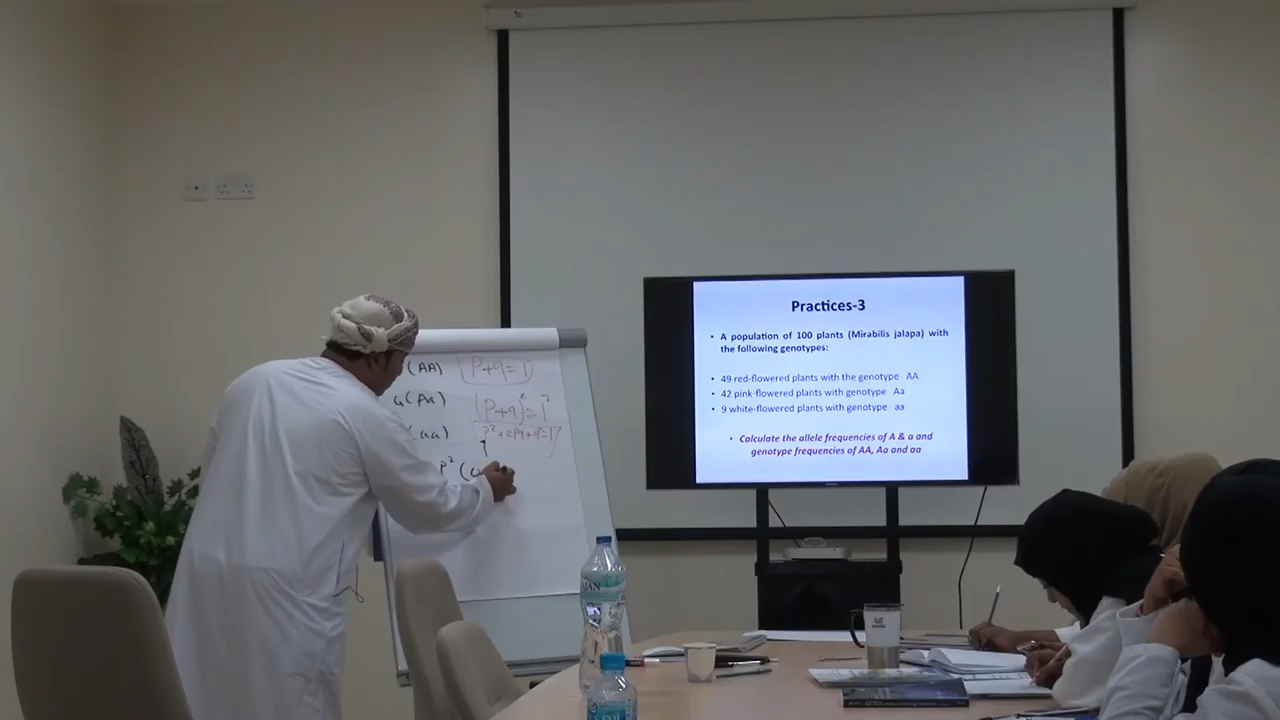 (AA) P+q=1
(Aa) (P+q)²=1²
(aa) P²+2Pq+q²=1
P² (
Practices-3
• A population of 100 plants (Mirabilis jalapa) with
the following genotypes:
• 49 red-flowered plants with the genotype AA
• 42 pink-flowered plants with genotype Aa
• 9 white-flowered plants with genotype aa
• Calculate the allele frequencies of A & a and
genotype frequencies of AA, Aa and aa